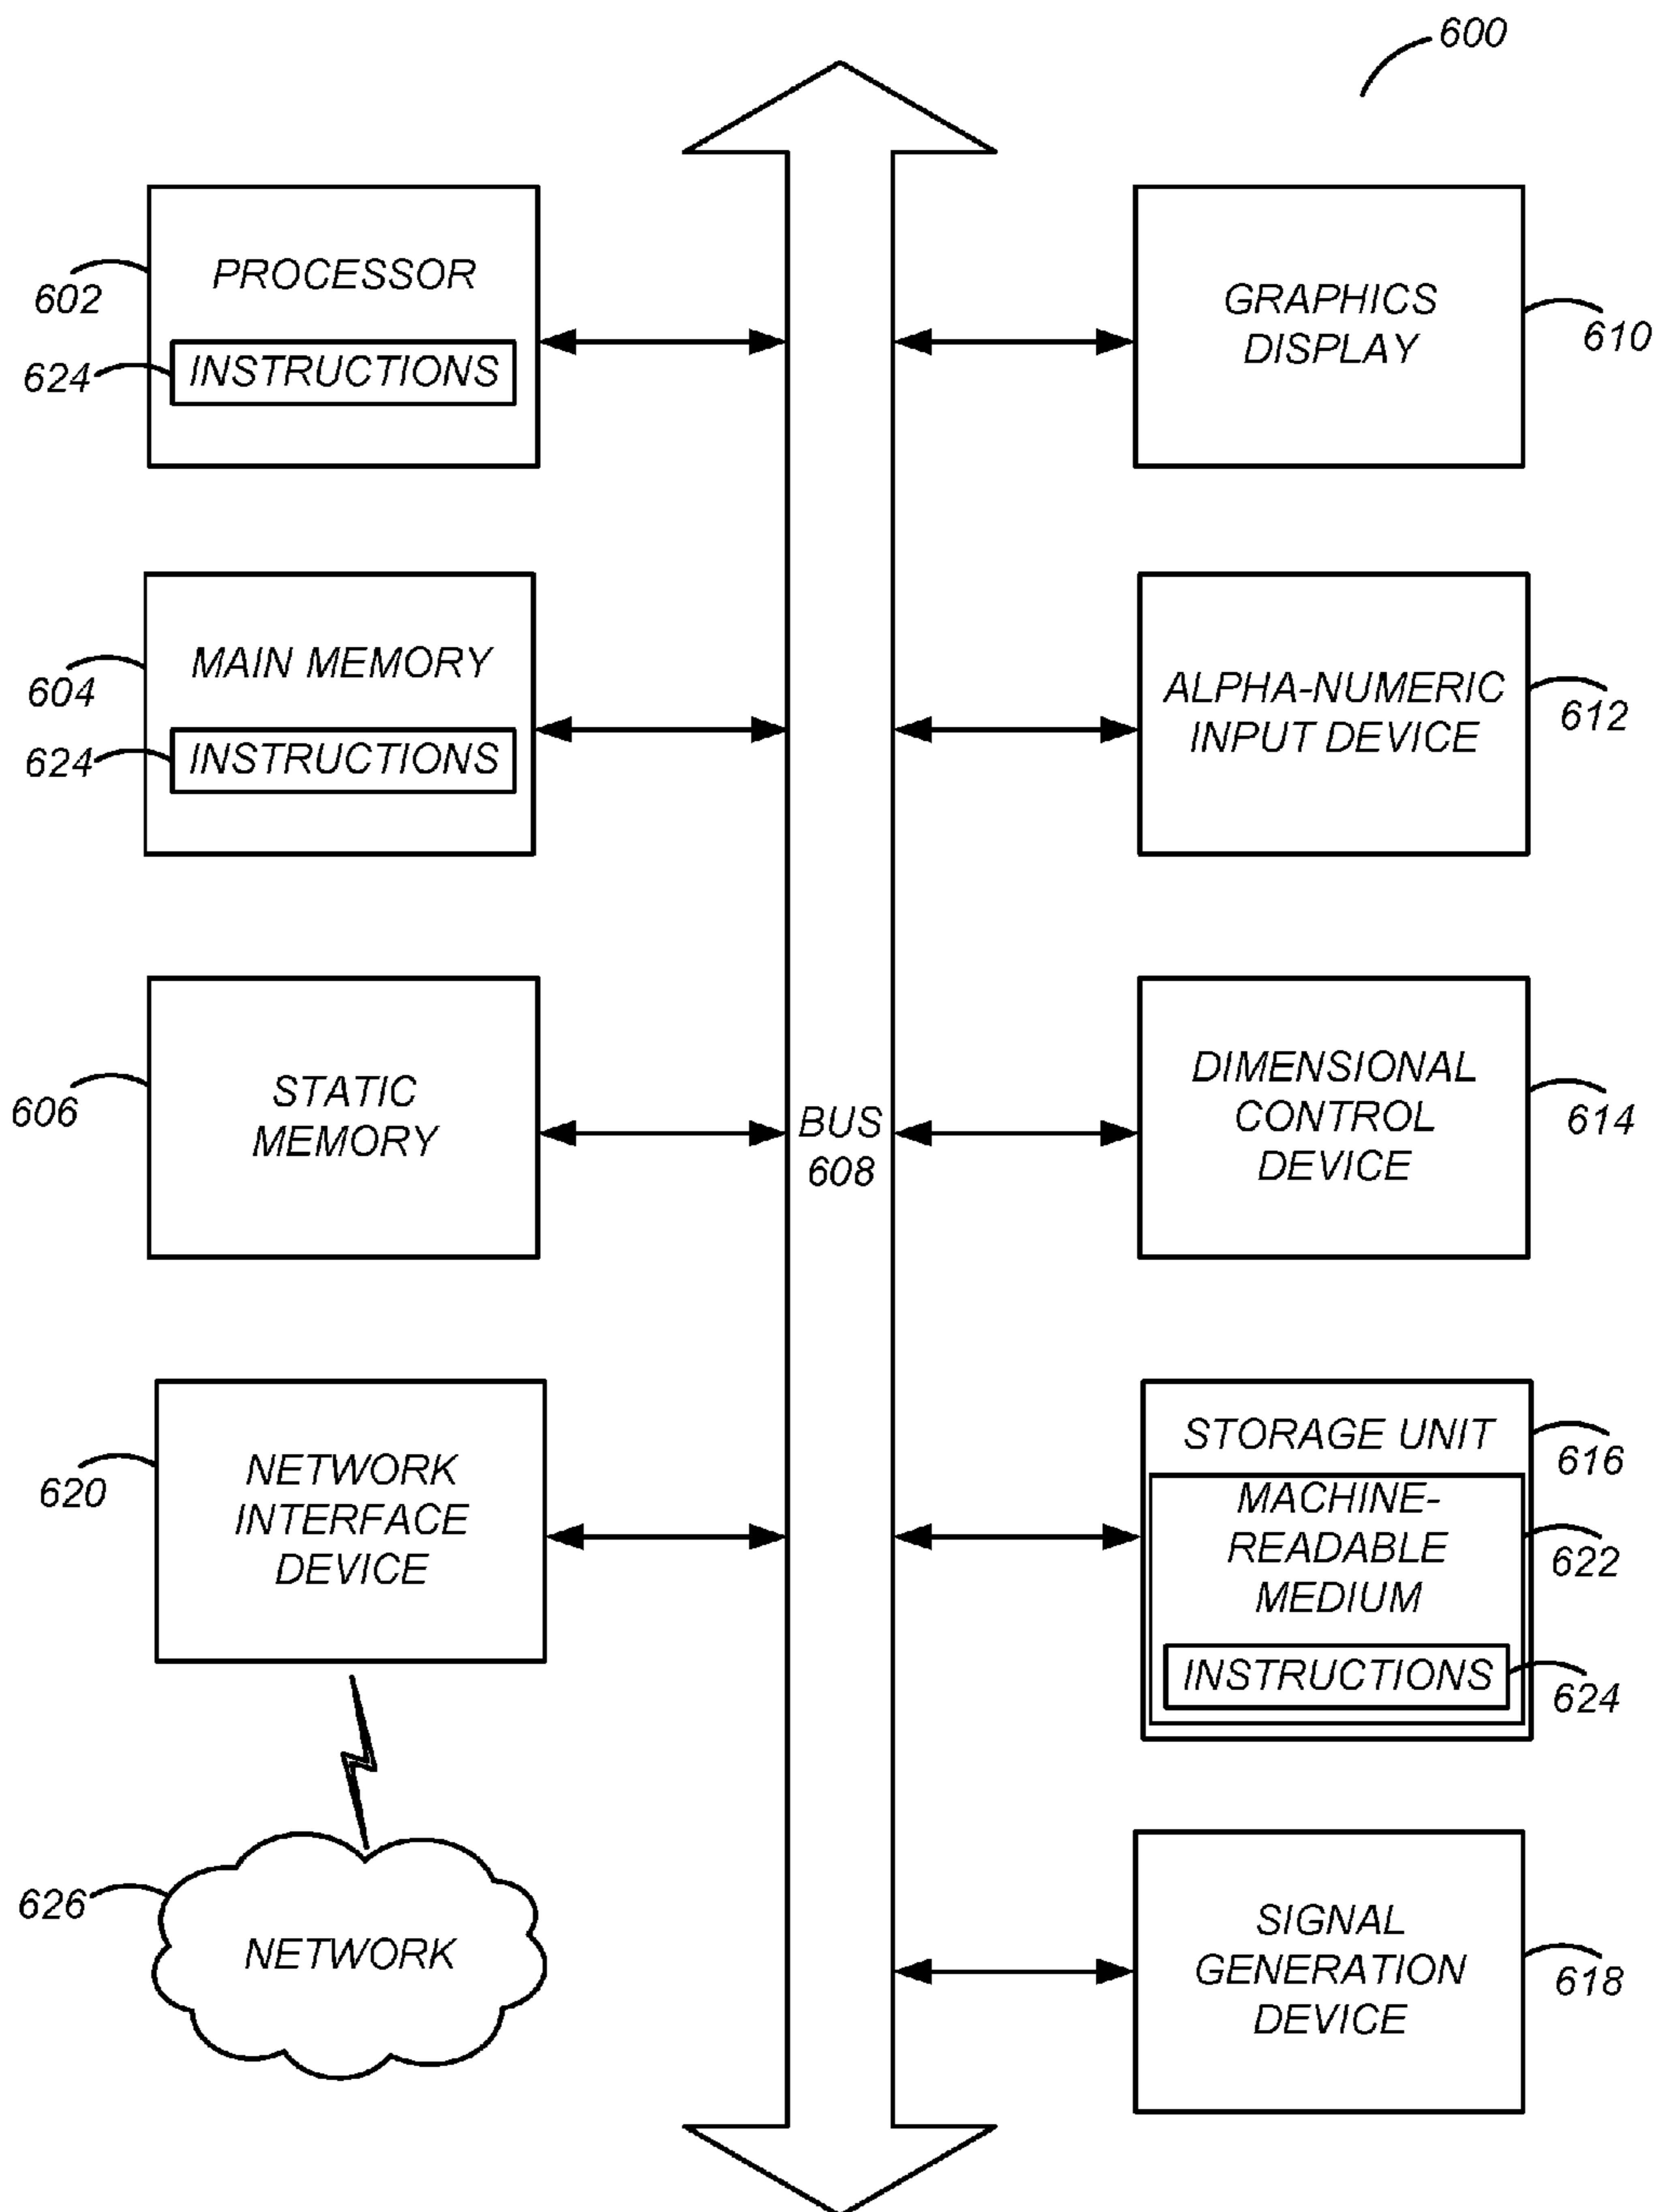 600
PROCESSOR
602
624
INSTRUCTIONS
GRAPHICS
DISPLAY
610
MAIN MEMORY
604
624
INSTRUCTIONS
ALPHA-NUMERIC
INPUT DEVICE
612
STATIC
MEMORY
606
BUS
608
DIMENSIONAL
CONTROL
DEVICE
614
NETWORK
INTERFACE
DEVICE
620
STORAGE UNIT
616
MACHINE-
READABLE
MEDIUM
622
INSTRUCTIONS
624
626
NETWORK
SIGNAL
GENERATION
DEVICE
618